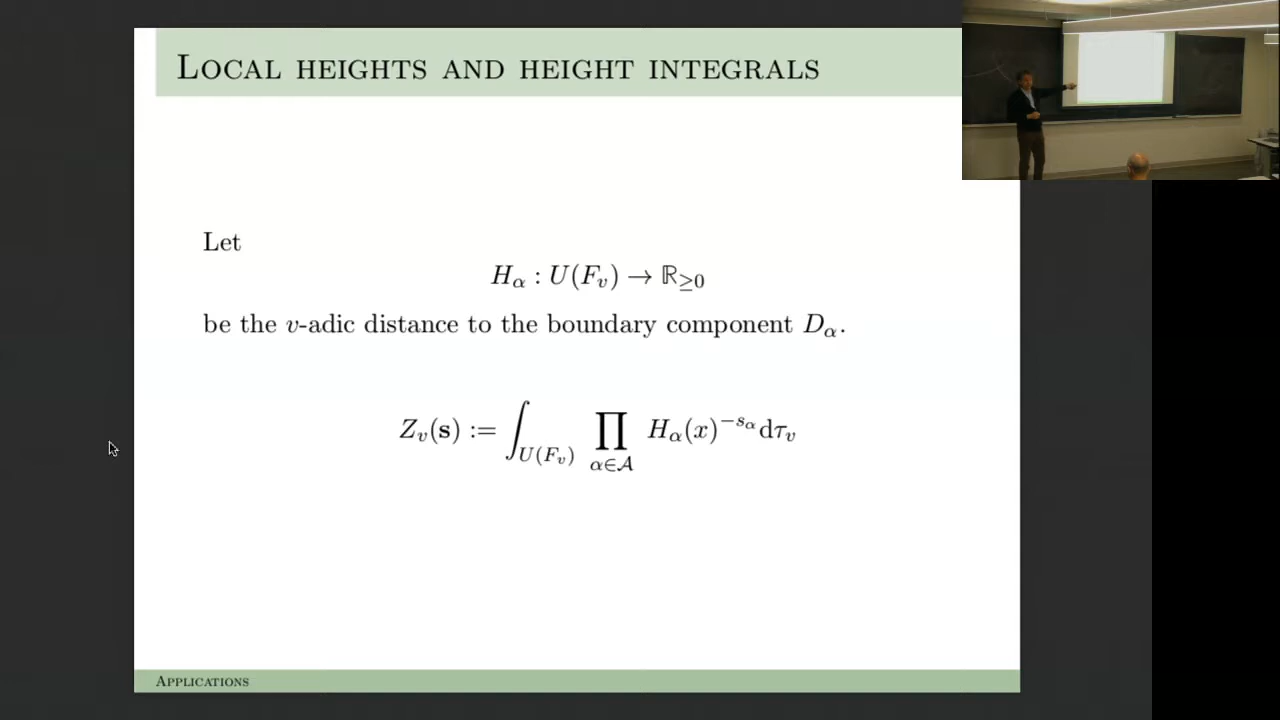 LOCAL HEIGHTS AND HEIGHT INTEGRALS
Let
H_α : U(F_v) → ℝ_{≥0}
be the v-adic distance to the boundary component D_α.
Z_v(𝐬) := ∫_{U(F_v)} ∏_{α∈𝒜} H_α(x)^{-s_α} dτ_v
APPLICATIONS